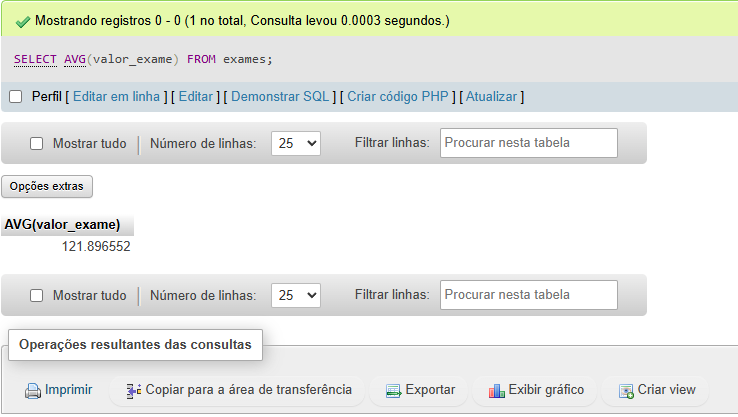 Mostrando registros 0 - 0 (1 no total, Consulta levou 0.0003 segundos.)
SELECT AVG(valor_exame) FROM exames;
Perfil [ Editar em linha ] [ Editar ] [ Demonstrar SQL ] [ Criar código PHP ] [ Atualizar ]
Mostrar tudo | Número de linhas: 25 Filtrar linhas: Procurar nesta tabela
Opções extras
AVG(valor_exame)
121.896552
Mostrar tudo | Número de linhas: 25 Filtrar linhas: Procurar nesta tabela
Operações resultantes das consultas
Imprimir Copiar para a área de transferência Exportar Exibir gráfico Criar view